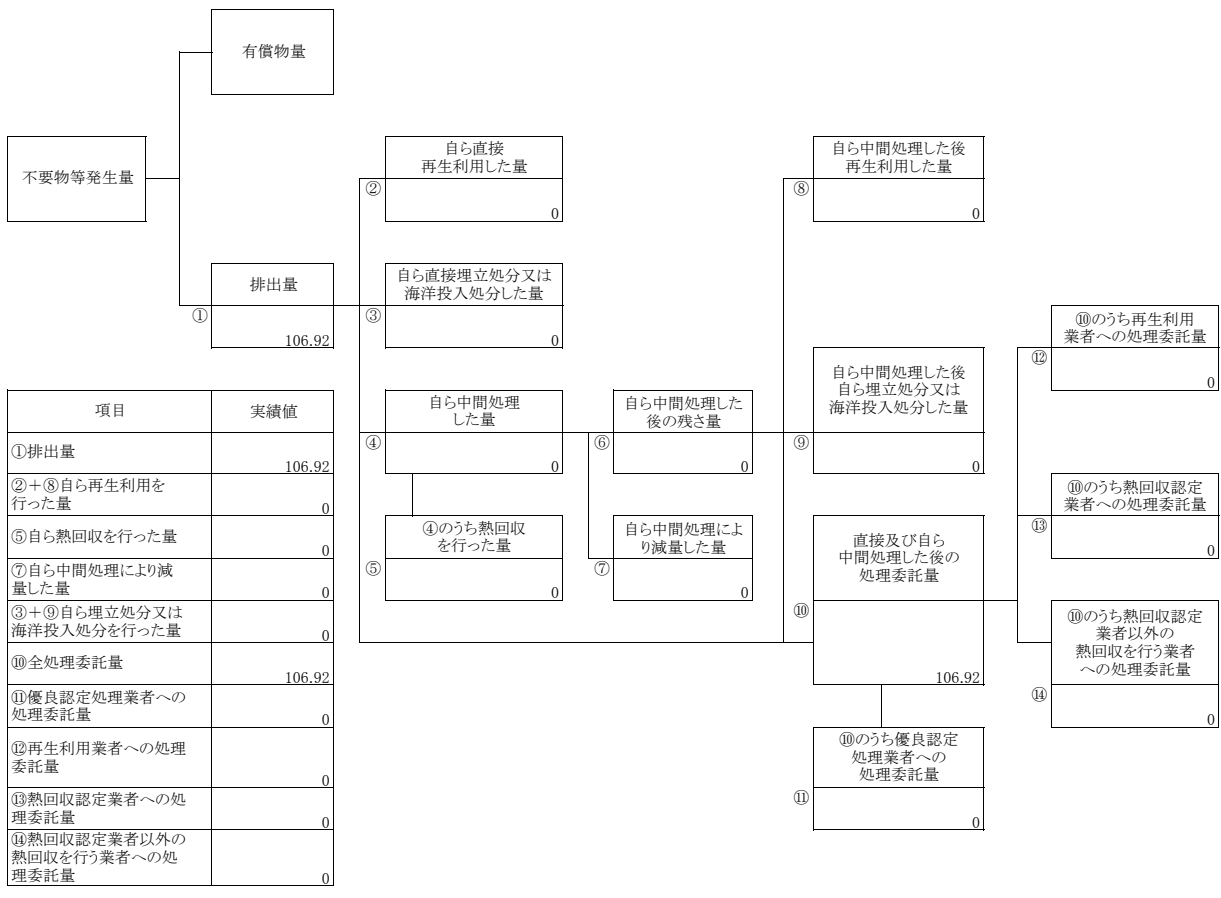 有償物量
不要物等発生量
排出量
①
106.92
自ら直接
再生利用した量
②
0
自ら直接埋立処分又は
海洋投入処分した量
③
0
自ら中間処理
した量
④
0
④のうち熱回収
を行った量
⑤
0
自ら中間処理した
後の残さ量
⑥
0
自ら中間処理によ
り減量した量
⑦
0
自ら中間処理した後
再生利用した量
⑧
0
自ら中間処理した後
自ら埋立処分又は
海洋投入処分した量
⑨
0
直接及び自ら
中間処理した後の
処理委託量
⑩
106.92
⑩のうち優良認定
処理業者への
処理委託量
⑪
0
⑩のうち再生利用
業者への処理委託量
⑫
0
⑩のうち熱回収認定
業者への処理委託量
⑬
0
⑩のうち熱回収認定
業者以外の
熱回収を行う業者
への処理委託量
⑭
0
項目 実績値
①排出量
106.92
②+⑧自ら再生利用を
行った量
0
⑤自ら熱回収を行った量
0
⑦自ら中間処理により減
量した量
0
③+⑨自ら埋立処分又は
海洋投入処分を行った量
0
⑩全処理委託量
106.92
⑪優良認定処理業者への
処理委託量
0
⑫再生利用業者への処理
委託量
0
⑬熱回収認定業者への処
理委託量
0
⑭熱回収認定業者以外の
熱回収を行う業者への処
理委託量
0